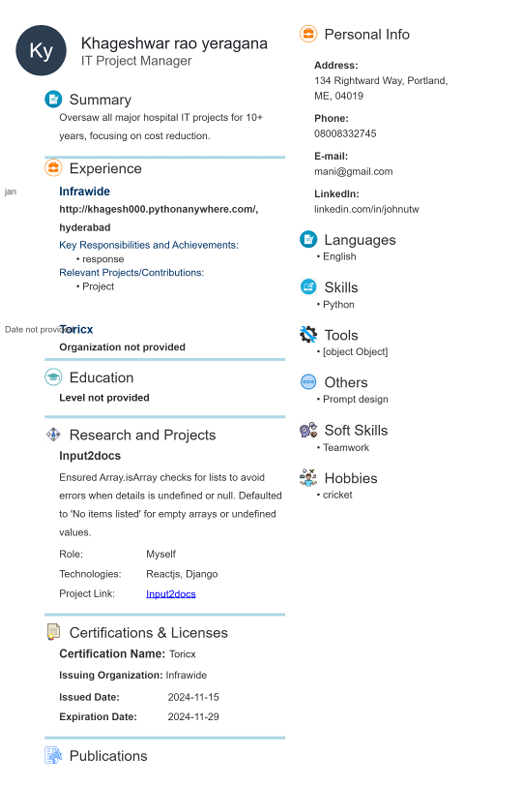 Ky
Khageshwar rao yeragana
IT Project Manager
Summary
Oversaw all major hospital IT projects for 10+
years, focusing on cost reduction.
Experience
jan
Infrawide
http://khagesh000.pythonanywhere.com/,
hyderabad
Key Responsibilities and Achievements:
• response
Relevant Projects/Contributions:
• Project
Date not provided
Toricx
Organization not provided
Education
Level not provided
Research and Projects
Input2docs
Ensured Array.isArray checks for lists to avoid
errors when details is undefined or null. Defaulted
to 'No items listed' for empty arrays or undefined
values.
Role: Myself
Technologies: Reactjs, Django
Project Link: Input2docs
Certifications & Licenses
Certification Name: Toricx
Issuing Organization: Infrawide
Issued Date: 2024-11-15
Expiration Date: 2024-11-29
Publications
Personal Info
Address:
134 Rightward Way, Portland,
ME, 04019
Phone:
08008332745
E-mail:
mani@gmail.com
LinkedIn:
linkedin.com/in/johnutw
Languages
• English
Skills
• Python
Tools
• [object Object]
Others
• Prompt design
Soft Skills
• Teamwork
Hobbies
• cricket